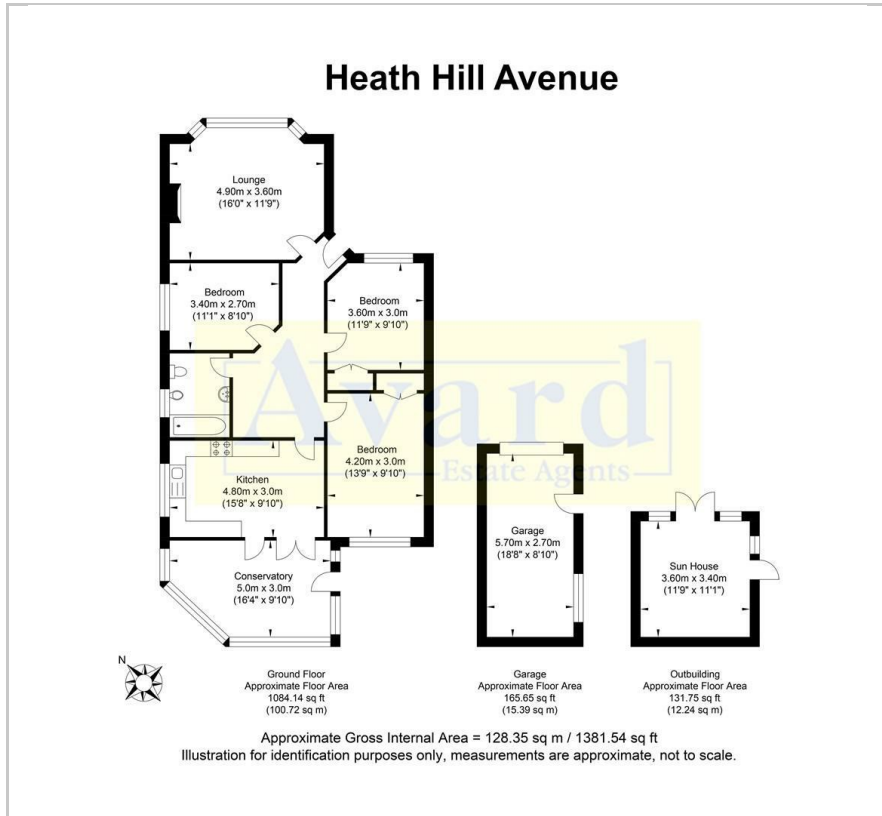 Heath Hill Avenue
Lounge
4.90m x 3.60m
(16'0" x 11'9")
Bedroom
3.40m x 2.70m
(11'1" x 8'10")
Bedroom
3.60m x 3.0m
(11'9" x 9'10")
Avard
Estate Agents
Bedroom
4.20m x 3.0m
(13'9" x 9'10")
Kitchen
4.80m x 3.0m
(15'8" x 9'10")
Conservatory
5.0m x 3.0m
(16'4" x 9'10")
Garage
5.70m x 2.70m
(18'8" x 8'10")
Sun House
3.60m x 3.40m
(11'9" x 11'1")
N
Ground Floor
Approximate Floor Area
1084.14 sq ft
(100.72 sq m)
Garage
Approximate Floor Area
165.65 sq ft
(15.39 sq m)
Outbuilding
Approximate Floor Area
131.75 sq ft
(12.24 sq m)
Approximate Gross Internal Area = 128.35 sq m / 1381.54 sq ft
Illustration for identification purposes only, measurements are approximate, not to scale.